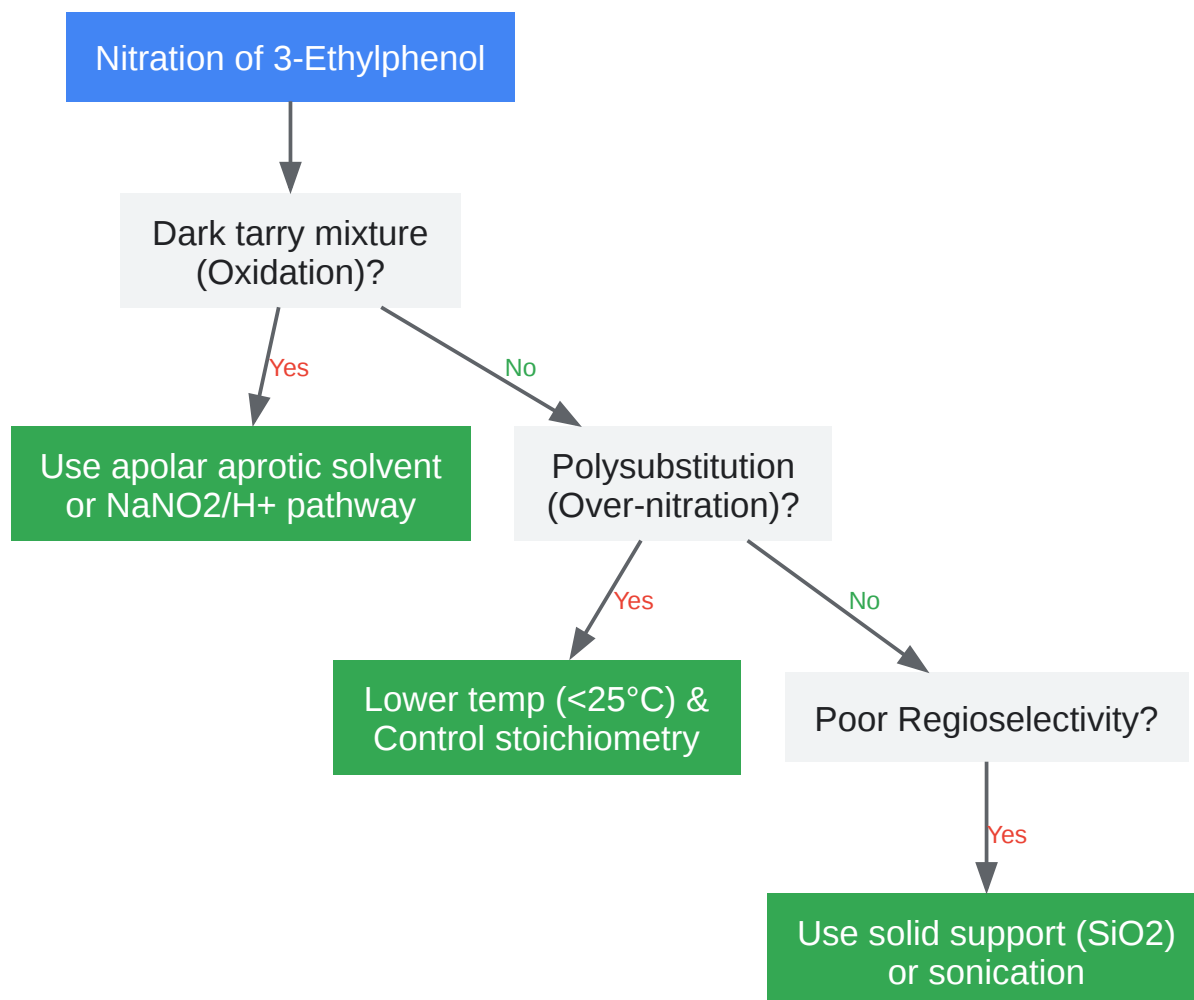 Nitration of 3-Ethylphenol
Dark tarry mixture
(Oxidation)?
Yes
No
Use apolar aprotic solvent
or NaNO2/H+ pathway
Polysubstitution
(Over-nitration)?
Yes
No
Lower temp (<25°C) &
Control stoichiometry
Poor Regioselectivity?
Yes
Use solid support (SiO2)
or sonication